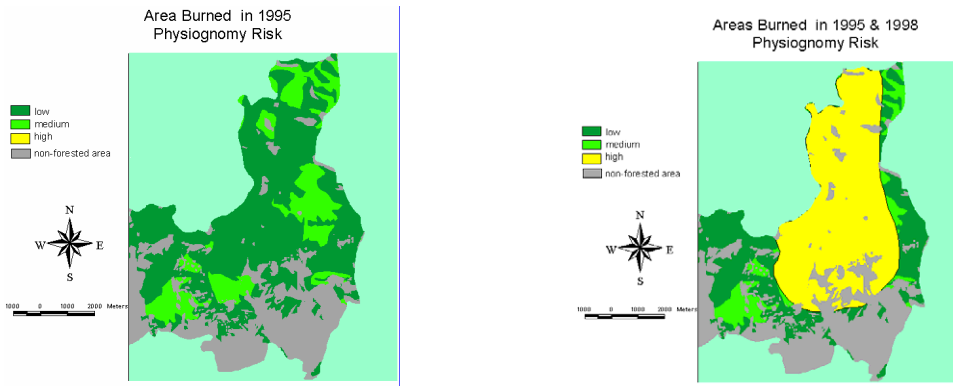 Area Burned in 1995
Physiognomy Risk
low
medium
high
non-forested area
N
W E
S
1000 0 1000 2000 Meters
Areas Burned in 1995 & 1998
Physiognomy Risk
low
medium
high
non-forested area
N
W E
S
1000 0 1000 2000 Meters